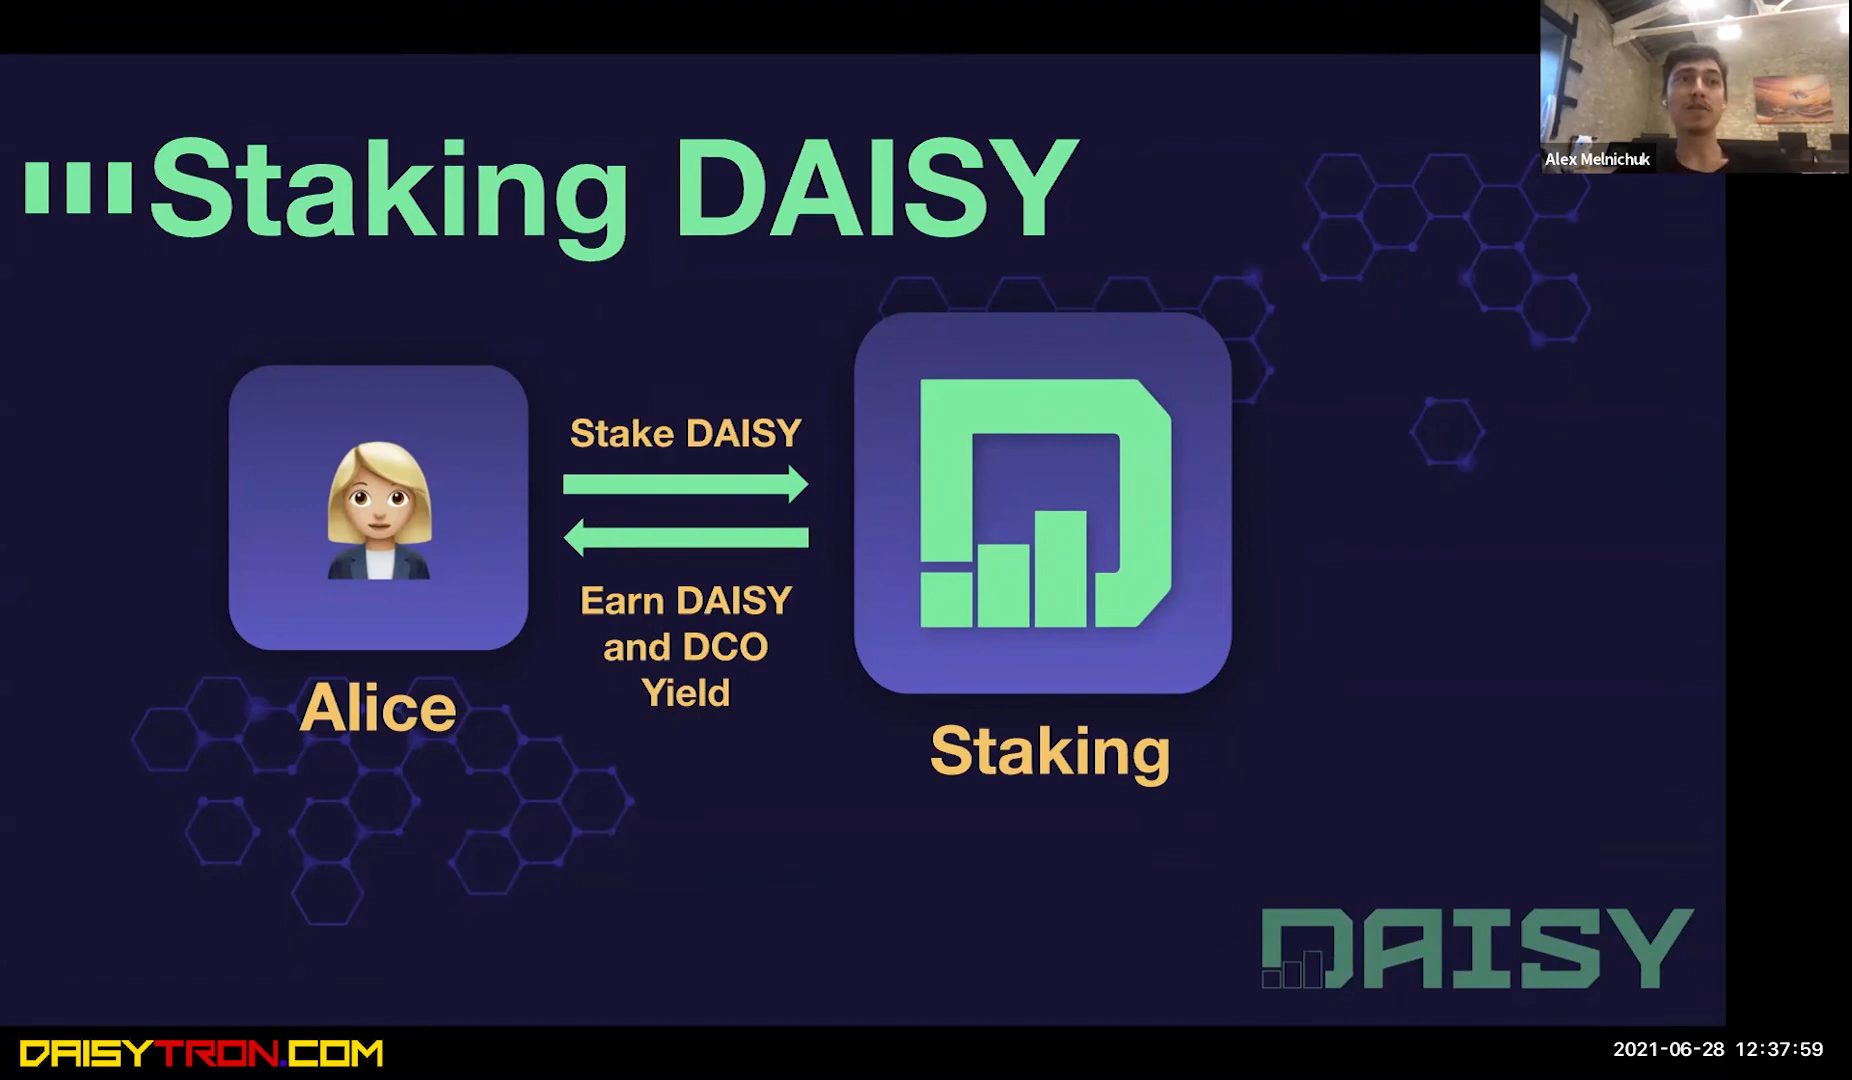 Alex Melnichuk
Staking DAISY
Stake DAISY
Earn DAISY
and DCO
Yield
Alice
Staking
DAISY
DAISYTRON.COM
2021-06-28 12:37:59